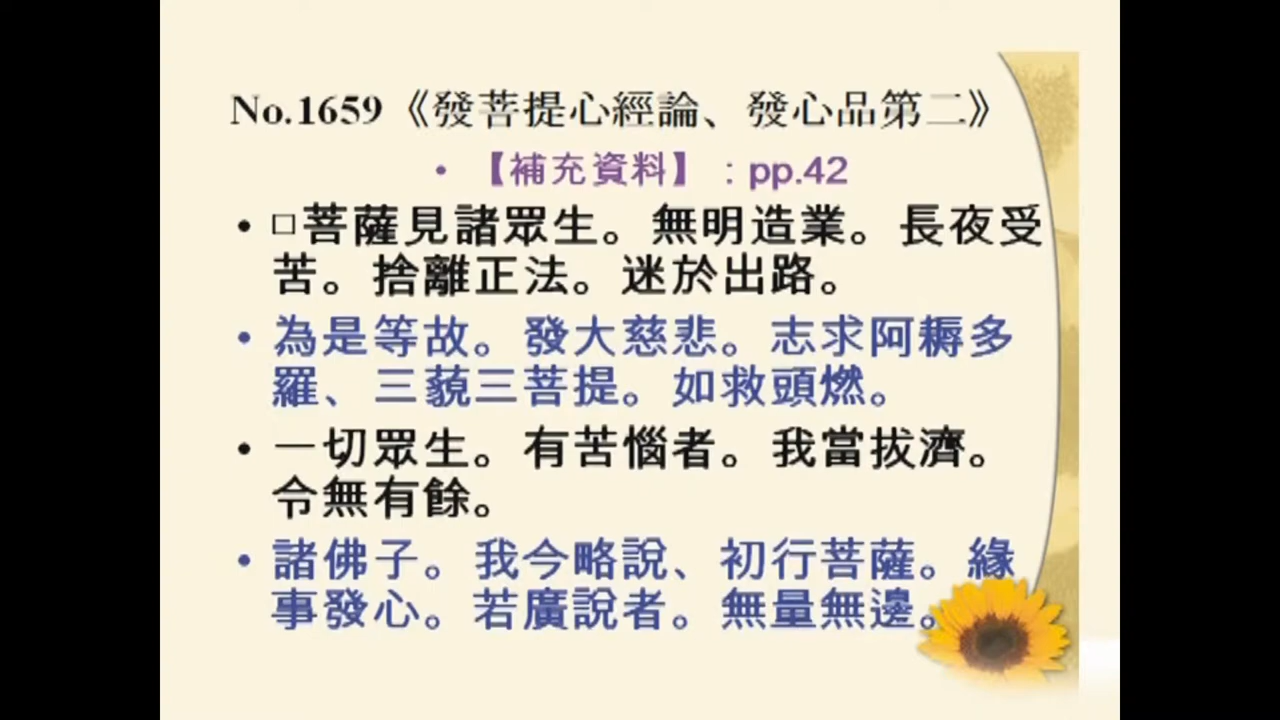 No.1659《發菩提心經論、發心品第二》
• 【補充資料】：pp.42
• □菩薩見諸眾生。無明造業。長夜受
苦。捨離正法。迷於出路。
• 為是等故。發大慈悲。志求阿耨多
羅、三藐三菩提。如救頭燃。
• 一切眾生。有苦惱者。我當拔濟。
令無有餘。
• 諸佛子。我今略說、初行菩薩。緣
事發心。若廣說者。無量無邊。